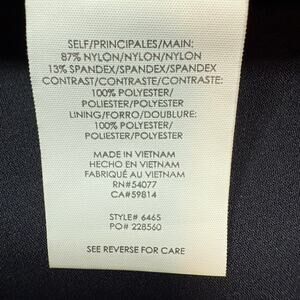 SELF/PRINCIPALES/MAIN:
87% NYLON/NYLON/NYLON
13% SPANDEX/SPANDEX/SPANDEX
CONTRAST/CONTRASTE/CONTRASTE:
100% POLYESTER/
POLIESTER/POLYESTER
LINING/FORRO/DOUBLURE:
100% POLYESTER/
POLIESTER/POLYESTER
MADE IN VIETNAM
HECHO EN VIETNAM
FABRIQUÉ AU VIETNAM
RN#54077
CA#59814
STYLE# 6465
PO# 228560
SEE REVERSE FOR CARE